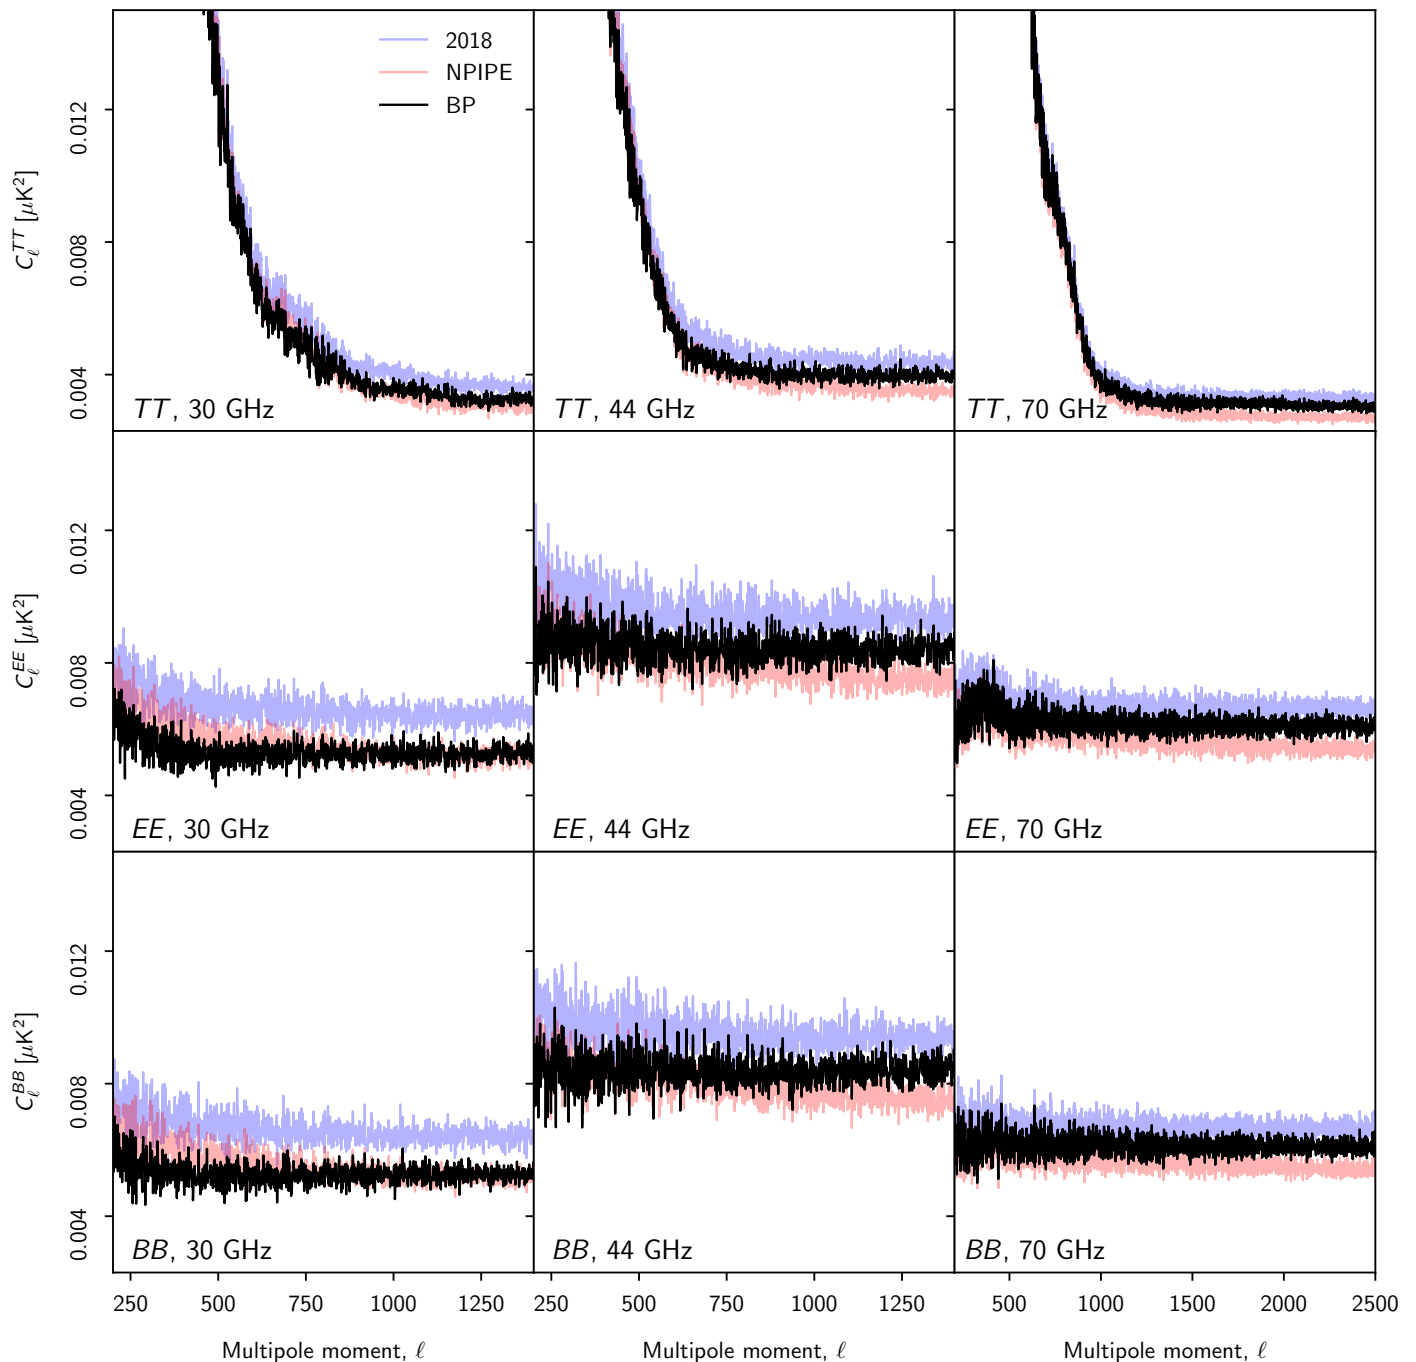 2018
NPIPE
BP
0.012
0.008
0.004
C_ℓ^{TT} [μK²]
TT, 30 GHz
TT, 44 GHz
TT, 70 GHz
0.012
0.008
0.004
C_ℓ^{EE} [μK²]
EE, 30 GHz
EE, 44 GHz
EE, 70 GHz
0.012
0.008
0.004
C_ℓ^{BB} [μK²]
BB, 30 GHz
BB, 44 GHz
BB, 70 GHz
250 500 750 1000 1250
250 500 750 1000 1250
500 1000 1500 2000 2500
Multipole moment, ℓ
Multipole moment, ℓ
Multipole moment, ℓ